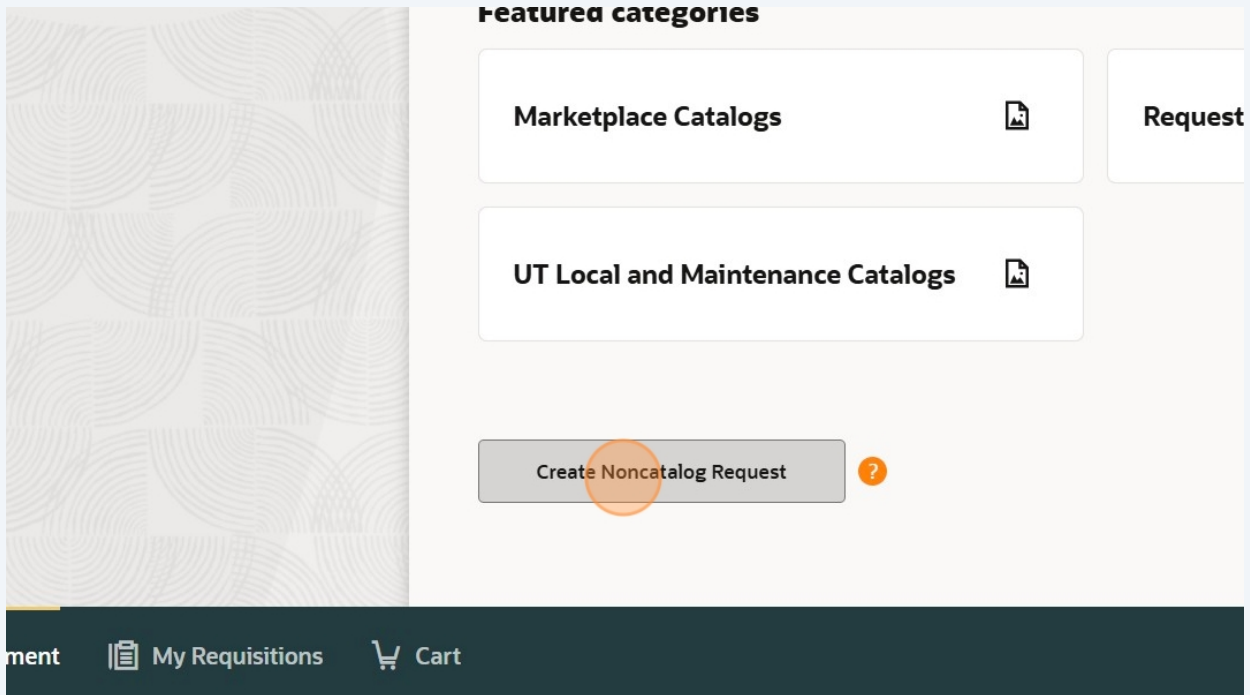 Featured categories
Marketplace Catalogs
Request
UT Local and Maintenance Catalogs
Create Noncatalog Request ?
ment My Requisitions Cart